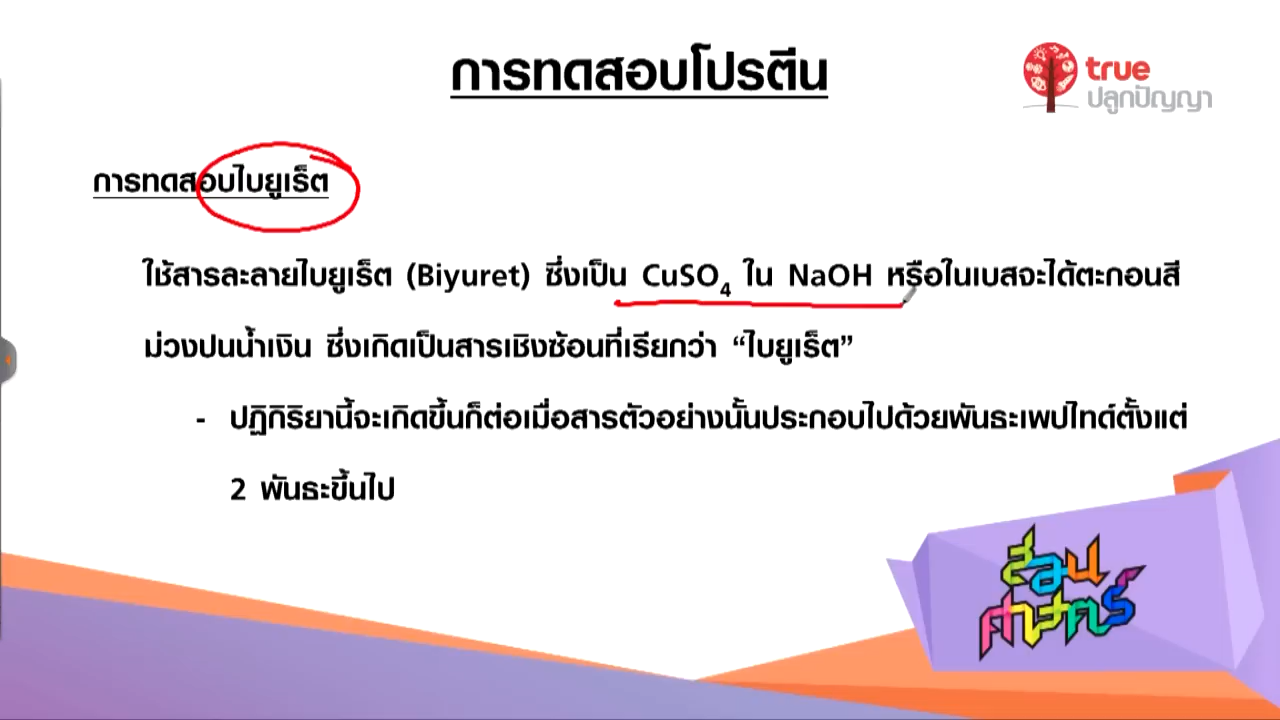 การทดสอบโปรตีน
true
ปลูกปัญญา
การทดสอบไบยูเร็ต
ใช้สารละลายไบยูเร็ต (Biyuret) ซึ่งเป็น CuSO₄ ใน NaOH หรือในเบสจะได้ตะกอนสี
ม่วงปนน้ำเงิน ซึ่งเกิดเป็นสารเชิงซ้อนที่เรียกว่า “ไบยูเร็ต”
- ปฏิกิริยานี้จะเกิดขึ้นก็ต่อเมื่อสารตัวอย่างนั้นประกอบไปด้วยพันธะเพปไทด์ตั้งแต่
2 พันธะขึ้นไป
สอน
ศาสตร์